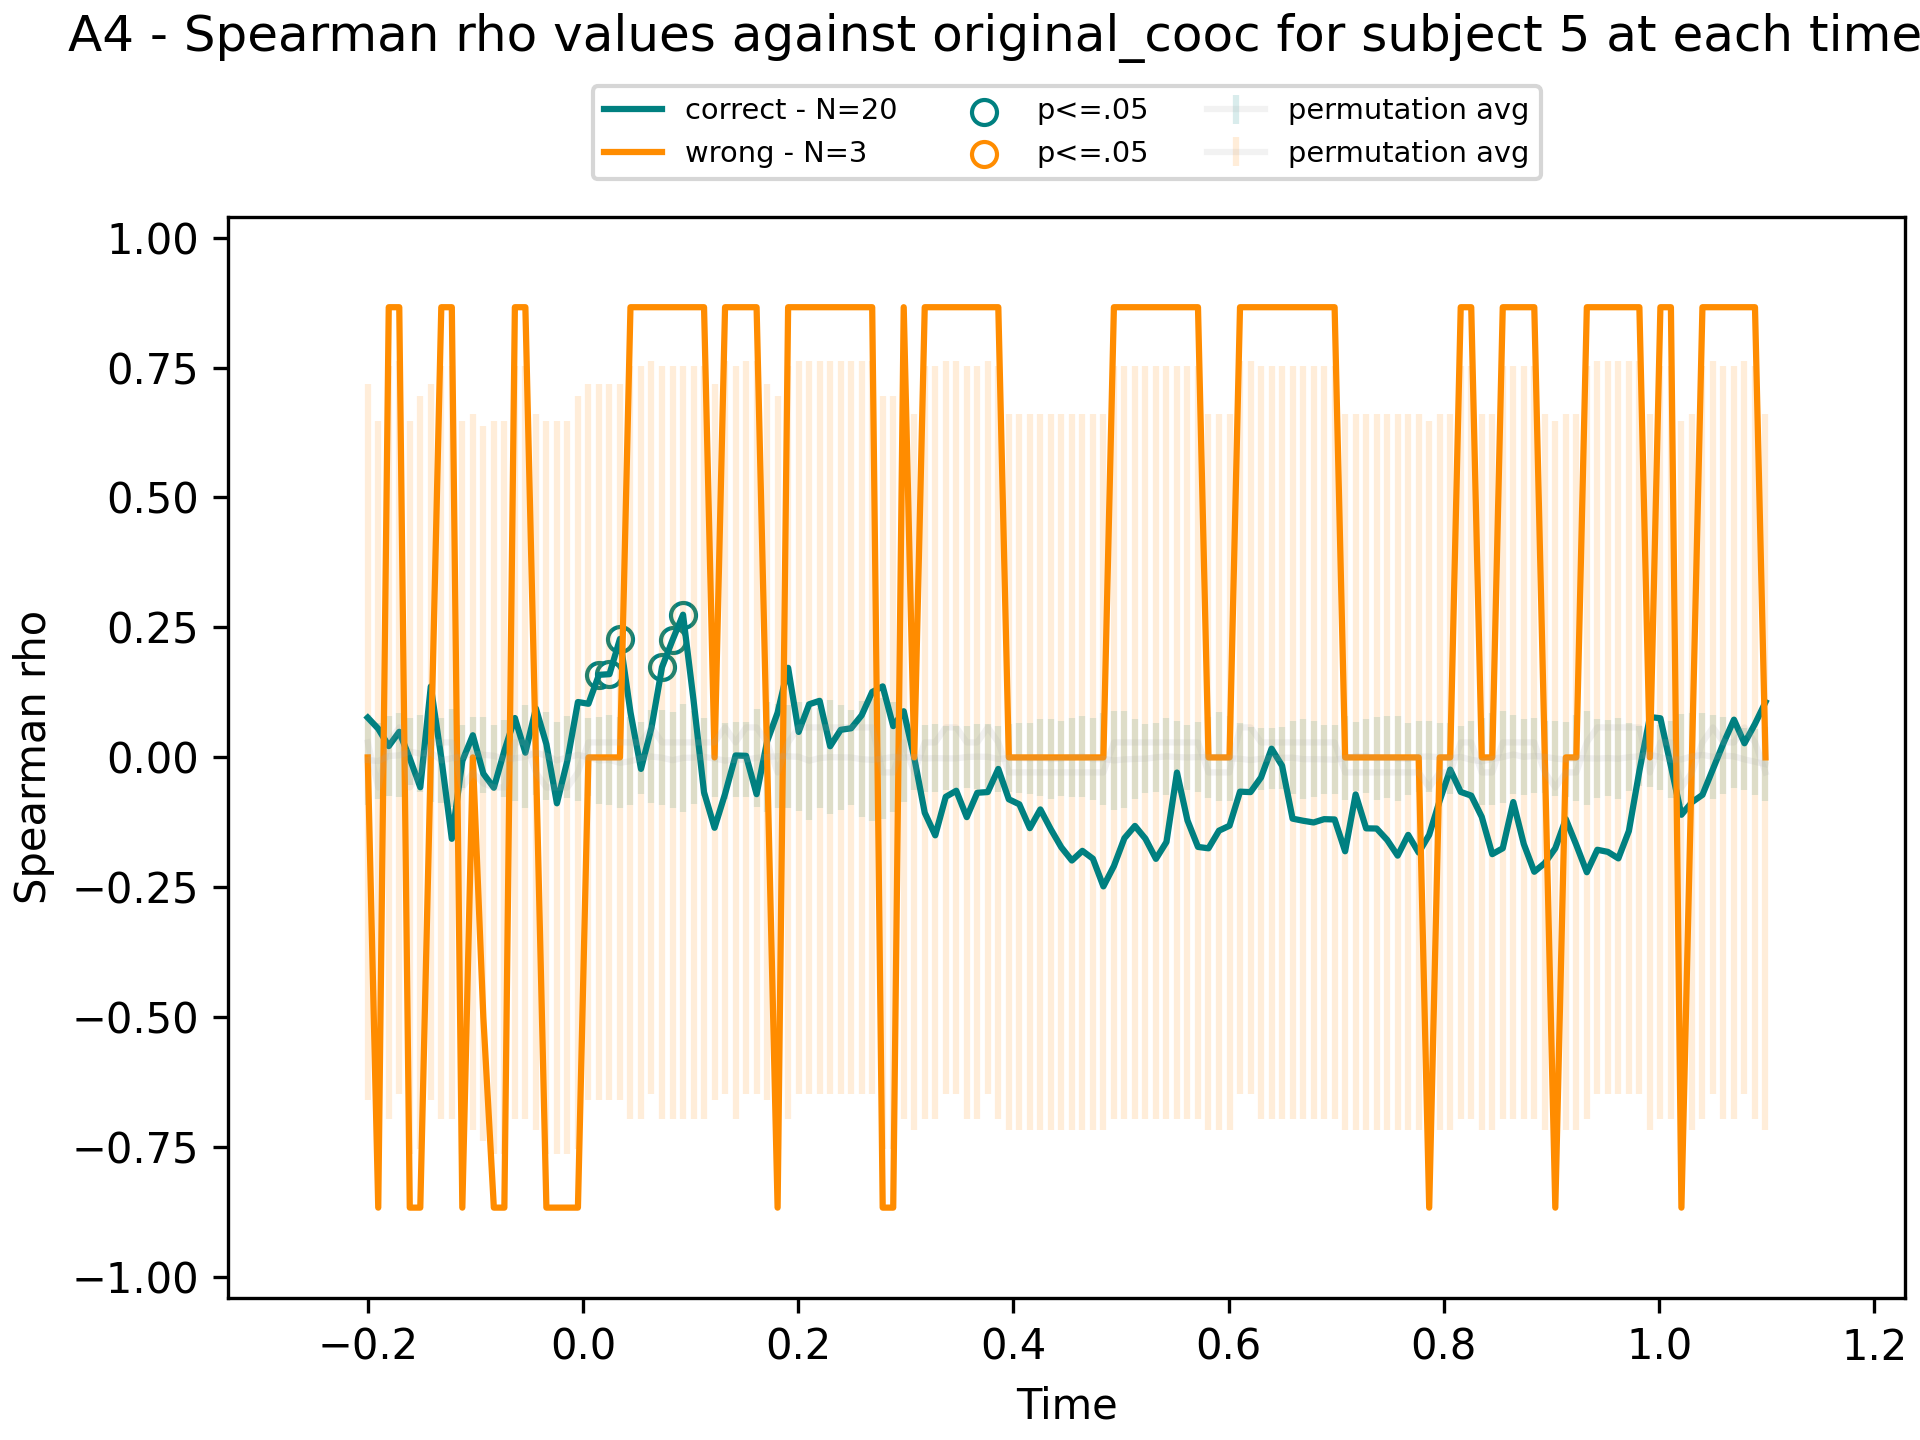 A4 - Spearman rho values against original_cooc for subject 5 at each time
correct - N=20
wrong - N=3
p<=.05
p<=.05
permutation avg
permutation avg
1.00
0.75
0.50
0.25
0.00
−0.25
−0.50
−0.75
−1.00
Spearman rho
−0.2
0.0
0.2
0.4
0.6
0.8
1.0
1.2
Time